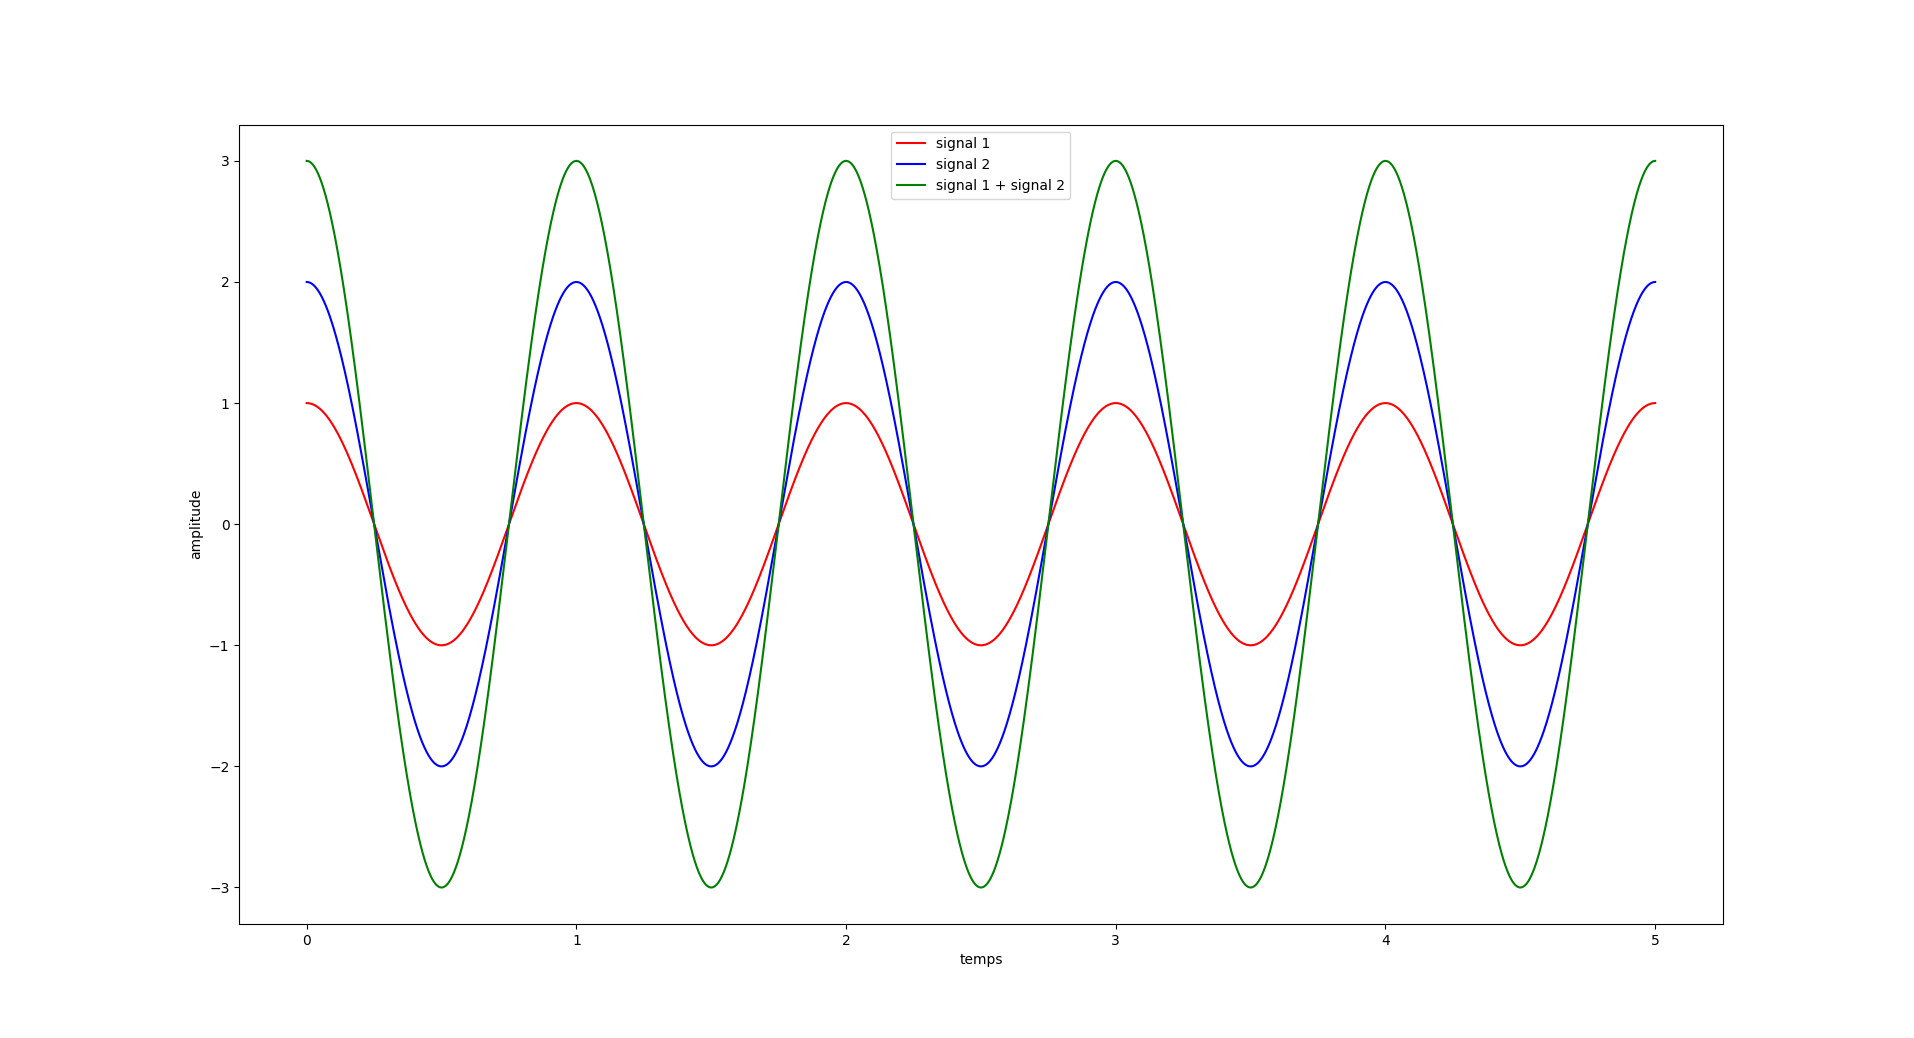 signal 1
signal 2
signal 1 + signal 2
3
2
1
0
−1
−2
−3
amplitude
0 1 2 3 4 5
temps